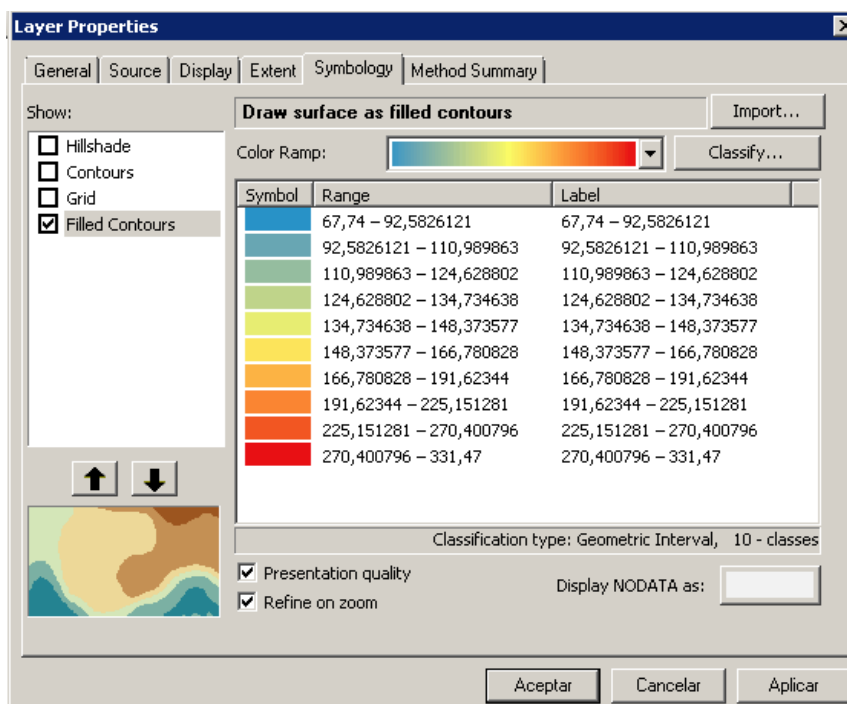 Layer Properties
General Source Display Extent Symbology Method Summary
Show:
Hillshade
Contours
Grid
Filled Contours
Draw surface as filled contours
Import...
Color Ramp:
Classify...
Symbol Range Label
67,74 – 92,5826121 67,74 – 92,5826121
92,5826121 – 110,989863 92,5826121 – 110,989863
110,989863 – 124,628802 110,989863 – 124,628802
124,628802 – 134,734638 124,628802 – 134,734638
134,734638 – 148,373577 134,734638 – 148,373577
148,373577 – 166,780828 148,373577 – 166,780828
166,780828 – 191,62344 166,780828 – 191,62344
191,62344 – 225,151281 191,62344 – 225,151281
225,151281 – 270,400796 225,151281 – 270,400796
270,400796 – 331,47 270,400796 – 331,47
Classification type: Geometric Interval, 10 - classes
Presentation quality
Refine on zoom
Display NODATA as:
Aceptar Cancelar Aplicar